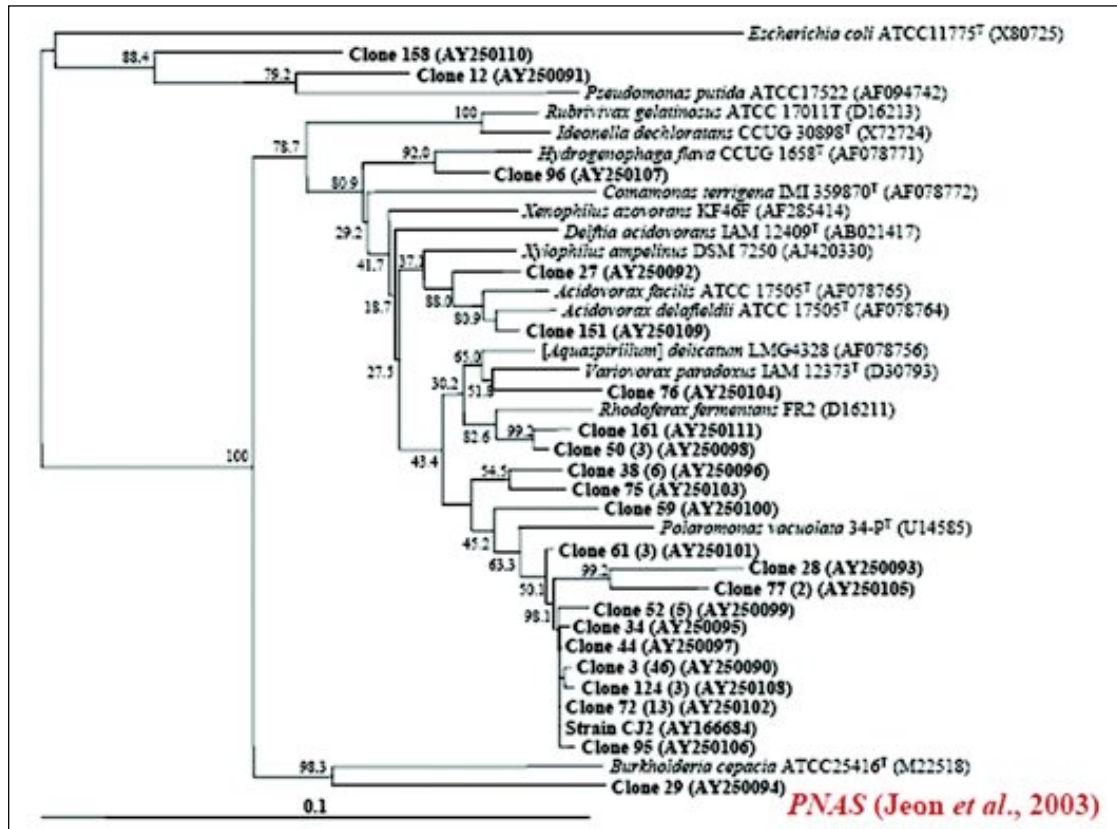 Escherichia coli ATCC11775T (X80725)
88.4
Clone 158 (AY250110)
79.2
Clone 12 (AY250091)
Pseudomonas putida ATCC17522 (AF094742)
100
Rubrivivax gelatinosus ATCC 17011T (D16213)
Ideonella dechloratans CCUG 30898T (X72724)
78.7
92.0
Hydrogenophaga flava CCUG 1658T (AF078771)
80.9
Clone 96 (AY250107)
Comamonas terrigena IMI 359870T (AF078772)
Xenophilus azovorans KF46F (AF285414)
29.2
Delftia acidovorans IAM 12409T (AB021417)
41.7
Xylophilus ampelinus DSM 7250 (AJ420330)
Clone 27 (AY250092)
18.7
88.0
Acidovorax facilis ATCC 17505T (AF078765)
80.9
Acidovorax delafieldii ATCC 17505T (AF078764)
Clone 151 (AY250109)
65.0
[Aquaspirillum] delicatum LMG4328 (AF078756)
27.5
Variovorax paradoxus IAM 12373T (D30793)
30.2
Clone 76 (AY250104)
Rhodoferax fermentans FR2 (D16211)
82.6
99.2
Clone 161 (AY250111)
Clone 50 (3) (AY250098)
43.4
54.5
Clone 38 (6) (AY250096)
Clone 75 (AY250103)
Clone 59 (AY250100)
45.2
Polaromonas vacuolata 34-PT (U14585)
63.3
Clone 61 (3) (AY250101)
99.2
Clone 28 (AY250093)
50.1
Clone 77 (2) (AY250105)
98.1
Clone 52 (5) (AY250099)
Clone 34 (AY250095)
Clone 44 (AY250097)
Clone 3 (46) (AY250090)
Clone 124 (3) (AY250108)
Clone 72 (13) (AY250102)
Strain CJ2 (AY166684)
Clone 95 (AY250106)
100
98.3
Burkholderia cepacia ATCC25416T (M22518)
Clone 29 (AY250094)
0.1
PNAS (Jeon et al., 2003)